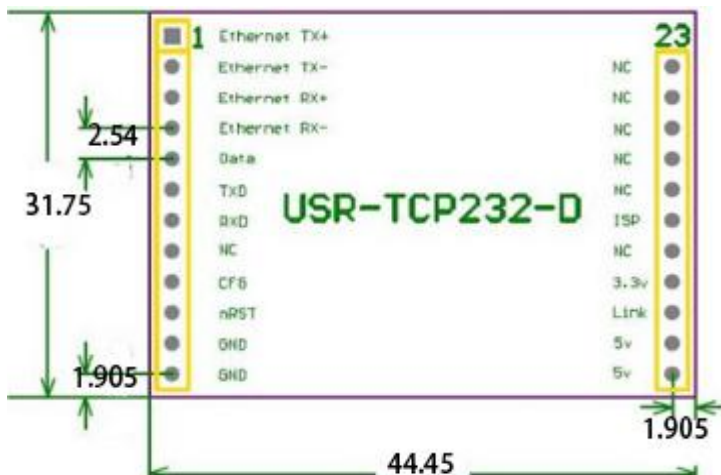 1 Ethernet TX+ 23
Ethernet TX- NC
Ethernet RX+ NC
Ethernet RX- NC
2.54
Data NC
TXD NC
31.75
USR-TCP232-D
RXD ISP
NC NC
CFG 3.3v
nRST Link
GND 5v
1.905
GND 5v
1.905
44.45